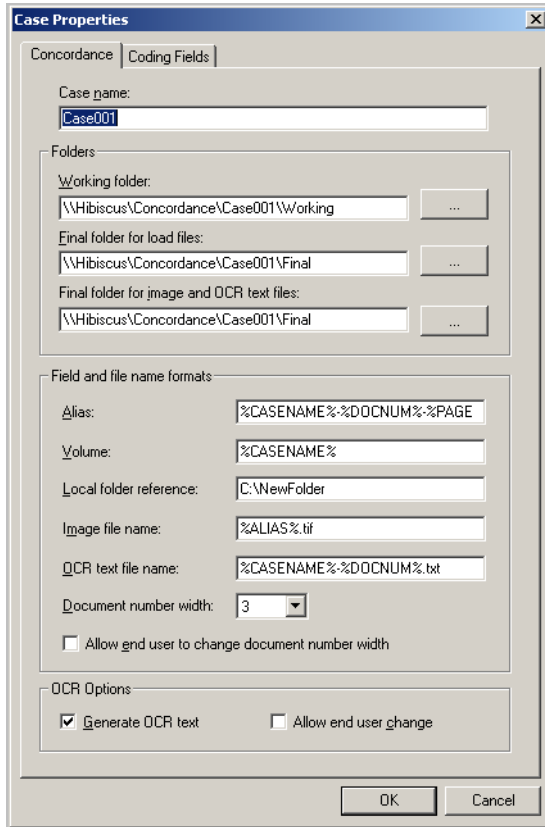 Case Properties
Concordance Coding Fields
Case name:
Case001
Folders
Working folder:
\\Hibiscus\Concordance\Case001\Working ...
Final folder for load files:
\\Hibiscus\Concordance\Case001\Final ...
Final folder for image and OCR text files:
\\Hibiscus\Concordance\Case001\Final ...
Field and file name formats
Alias: %CASENAME%-%DOCNUM%-%PAGE
Volume: %CASENAME%
Local folder reference: C:\NewFolder
Image file name: %ALIAS%.tif
OCR text file name: %CASENAME%-%DOCNUM%.txt
Document number width: 3
Allow end user to change document number width
OCR Options
Generate OCR text Allow end user change
OK Cancel